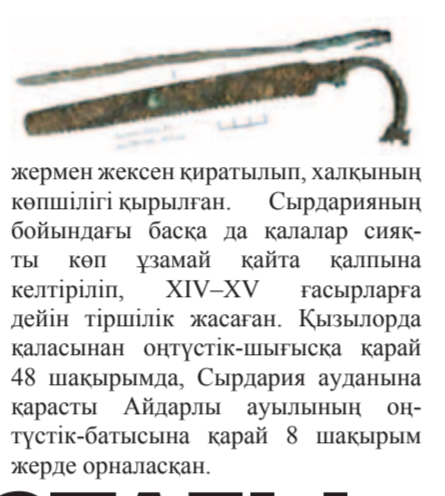 жермен жексен қиратылып, халқының
көпшілігі қырылған. Сырдарияның
бойындағы басқа да қалалар сияқ-
ты көп ұзамай қайта қалпына
келтіріліп, XIV–XV ғасырларға
дейін тіршілік жасаған. Қызылорда
қаласынан оңтүстік-шығысқа қарай
48 шақырымда, Сырдария ауданына
қарасты Айдарлы ауылының оң-
түстік-батысына қарай 8 шақырым
жерде орналасқан.